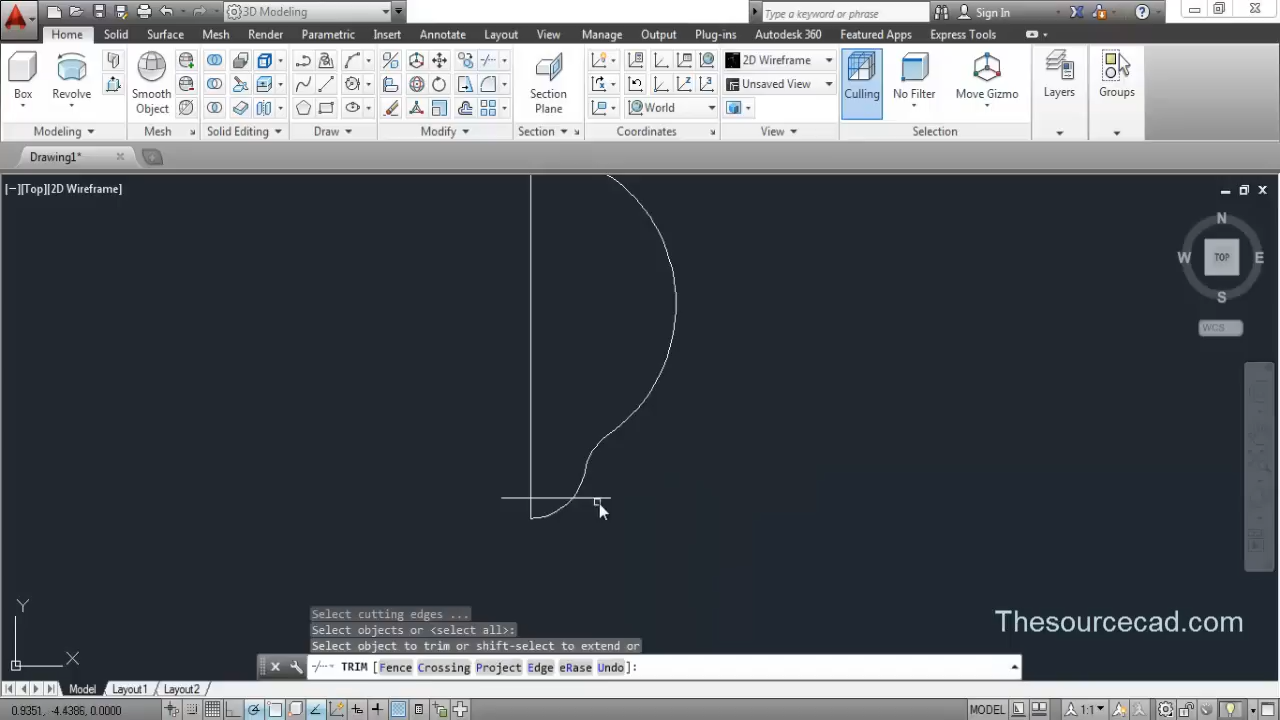 3D Modeling
Type a keyword or phrase
Sign In
Home Solid Surface Mesh Render Parametric Insert Annotate Layout View Manage Output Plug-ins Autodesk 360 Featured Apps Express Tools
Box
Revolve
Smooth Object
Section Plane
2D Wireframe
Unsaved View
World
Culling
No Filter
Move Gizmo
Layers
Groups
Modeling
Mesh
Solid Editing
Draw
Modify
Section
Coordinates
View
Selection
Drawing1*
[−][Top][2D Wireframe]
N
W
TOP
E
S
WCS
Select cutting edges ...
Select objects or <select all>:
Select object to trim or shift-select to extend or
TRIM [Fence Crossing Project Edge eRase Undo]:
Thesourcecad.com
Y
X
Model Layout1 Layout2
0.9351, -4.4396, 0.0000
MODEL
1:1